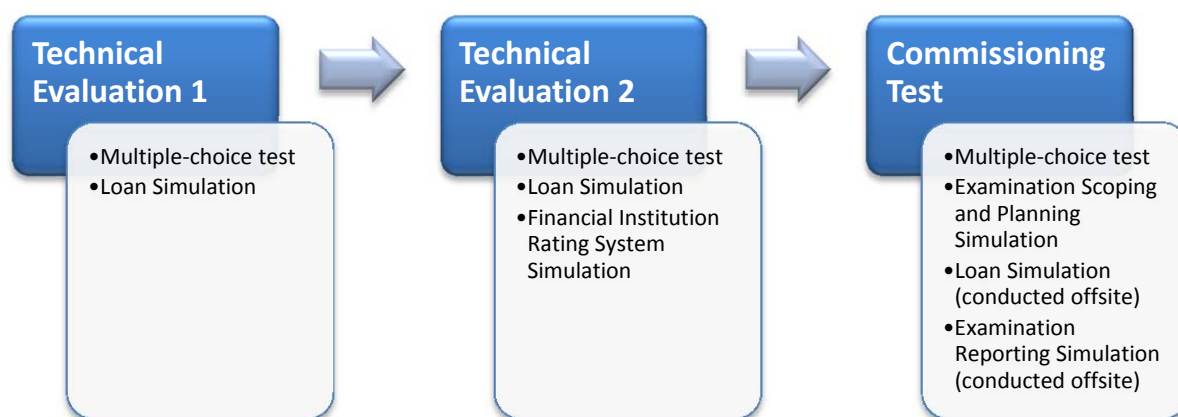 Technical
Evaluation 1
•Multiple-choice test
•Loan Simulation
Technical
Evaluation 2
•Multiple-choice test
•Loan Simulation
•Financial Institution
Rating System
Simulation
Commissioning
Test
•Multiple-choice test
•Examination Scoping
and Planning
Simulation
•Loan Simulation
(conducted offsite)
•Examination
Reporting Simulation
(conducted offsite)